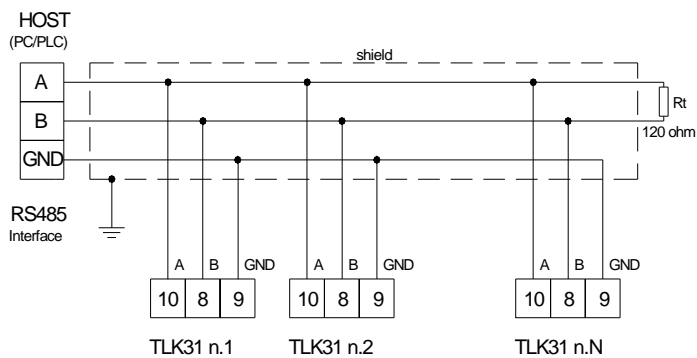 HOST
(PC/PLC)
shield
A
B
GND
Rt
120 ohm
RS485
Interface
A B GND A B GND A B GND
10 8 9 10 8 9 10 8 9
TLK31 n.1 TLK31 n.2 TLK31 n.N